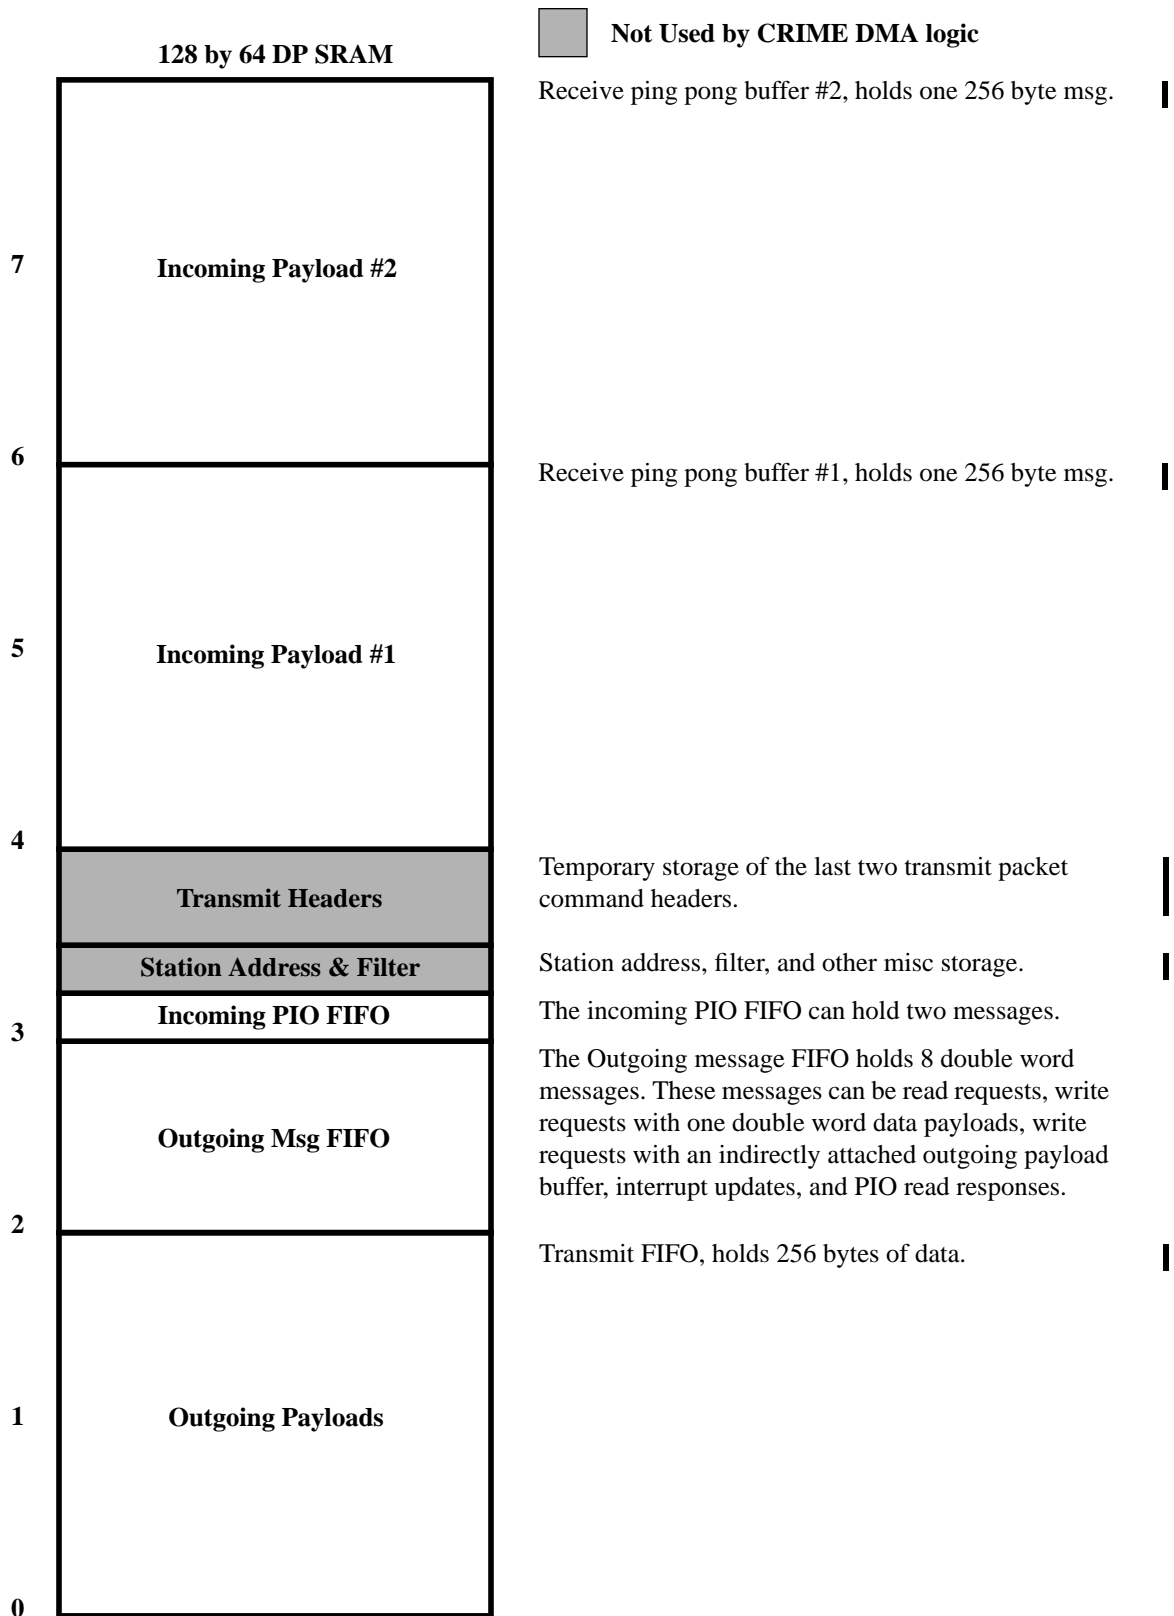 Not Used by CRIME DMA logic
128 by 64 DP SRAM
Receive ping pong buffer #2, holds one 256 byte msg.
7
Incoming Payload #2
6
Receive ping pong buffer #1, holds one 256 byte msg.
5
Incoming Payload #1
4
Temporary storage of the last two transmit packet
command headers.
Transmit Headers
Station Address & Filter
Station address, filter, and other misc storage.
Incoming PIO FIFO
The incoming PIO FIFO can hold two messages.
3
The Outgoing message FIFO holds 8 double word
messages. These messages can be read requests, write
requests with one double word data payloads, write
requests with an indirectly attached outgoing payload
buffer, interrupt updates, and PIO read responses.
Outgoing Msg FIFO
2
Transmit FIFO, holds 256 bytes of data.
1
Outgoing Payloads
0